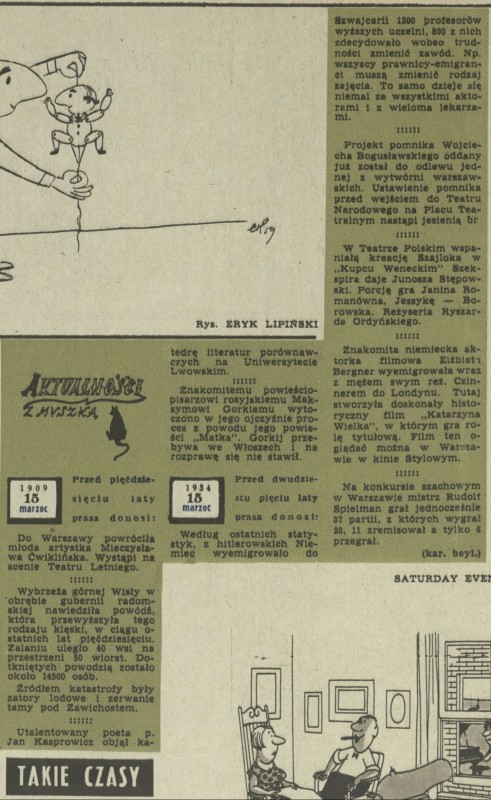 Rys. ERYK LIPIŃSKI
AKTUALNOŚCI
Z MYSZKĄ
1909
15
marzec
Przed pięćdzie-
sięciu laty
prasa donosi:
Do Warszawy powróciła
młoda artystka Mieczysła-
wa Ćwiklińska. Wystąpi na
scenie Teatru Letniego.
::::::
Wybrzeża górnej Wisły w
obrębie gubernii radom-
skiej nawiedziła powódź,
która przewyższyła tego
rodzaju klęski, w ciągu o-
statnich lat pięćdziesięciu.
Zalaniu uległo 40 wsi na
przestrzeni 50 wiorst. Do-
tkniętych powodzią zostało
około 14500 osób.
Źródłem katastrofy były
zatory lodowe i zerwanie
tamy pod Zawichostem.
::::::
Utalentowany poeta p.
Jan Kasprowicz objął ka-
tedrę literatur porównaw-
czych na Uniwersytecie
Lwowskim.
::::::
Znakomitemu powieścio-
pisarzowi rosyjskiemu Mak-
symowi Gorkiemu wyto-
czono w jego ojczyźnie pro-
ces z powodu jego powie-
ści „Matka". Gorkij prze-
bywa we Włoszech i na
rozprawę się nie stawił.
1934
15
marzec
Przed dwudzie-
stu pięciu laty
prasa donosi:
Według ostatnich staty-
styk, z hitlerowskich Nie-
miec wyemigrowało do
Szwajcarii 1200 profesorów
wyższych uczelni, 800 z nich
zdecydowało wobec trud-
ności zmienić zawód. Np.
wszyscy prawnicy-emigran-
ci muszą zmienić rodzaj
zajęcia. To samo dzieje się
niemal ze wszystkimi akto-
rami i z wieloma lekarza-
mi.
::::::
Projekt pomnika Wojcie-
cha Bogusławskiego oddany
już został do odlewu jed-
nej z wytwórni warszaw-
skich. Ustawienie pomnika
przed wejściem do Teatru
Narodowego na Placu Tea-
tralnym nastąpi jesienią br
::::::
W Teatrze Polskim wspa-
niałą kreację Szajloka w
„Kupcu Weneckim" Szek-
spira daje Junosza Stępow-
ski. Porcję gra Janina Ro-
manówna, Jessykę — Bo-
rowska. Reżyseria Ryszar-
da Ordyńskiego.
::::::
Znakomita niemiecka ak-
torka filmowa Elżbieta
Bergner wyemigrowała wraz
z mężem swym reż. Czin-
nerem do Londynu. Tutaj
stworzyła doskonały histo-
ryczny film „Katarzyna
Wielka", w którym gra ro-
lę tytułową. Film ten o-
glądać można w Warsza-
wie w kinie Stylowym.
::::::
Na konkursie szachowym
w Warszawie mistrz Rudolf
Spielman grał jednocześnie
37 partii, z których wygrał
20, 11 zremisował a tylko 6
przegrał.
(kar. beyl.)
SATURDAY EVEN
TAKIE CZASY